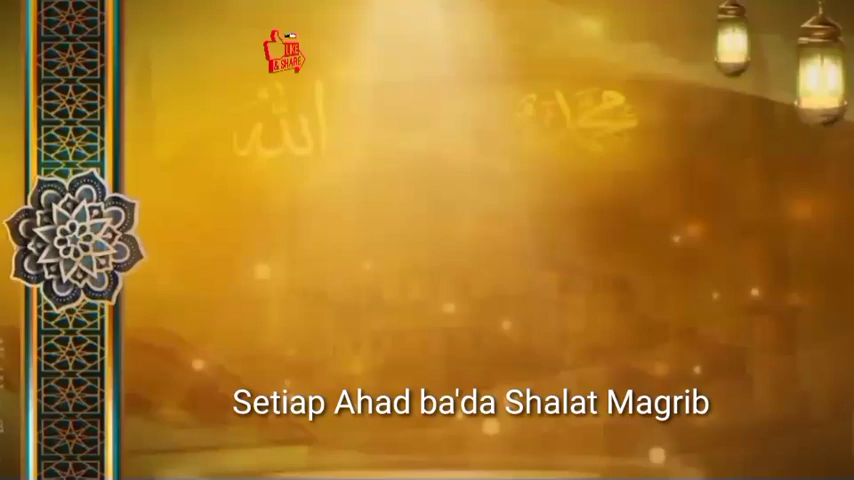 LIKE
& SHARE
الله
محمد
Setiap Ahad ba'da Shalat Magrib